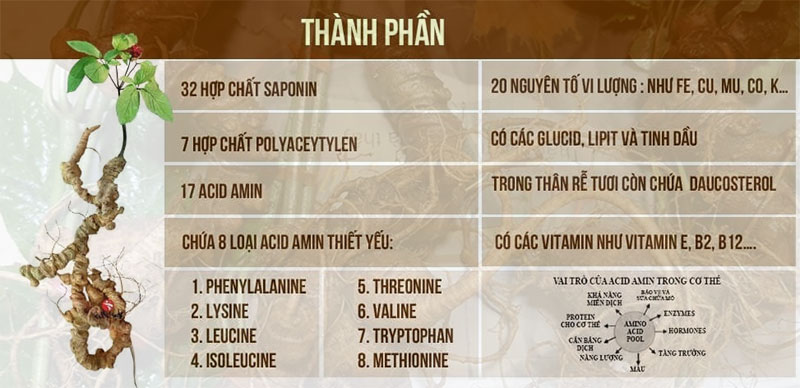 THÀNH PHẦN
32 HỢP CHẤT SAPONIN
20 NGUYÊN TỐ VI LƯỢNG : NHƯ FE, CU, MU, CO, K...
7 HỢP CHẤT POLYACEYTYLEN
CÓ CÁC GLUCID, LIPIT VÀ TINH DẦU
17 ACID AMIN
TRONG THÂN RỄ TƯƠI CÒN CHỨA DAUCOSTEROL
CHỨA 8 LOẠI ACID AMIN THIẾT YẾU:
CÓ CÁC VITAMIN NHƯ VITAMIN E, B2, B12....
1. PHENYLALANINE
2. LYSINE
3. LEUCINE
4. ISOLEUCINE
5. THREONINE
6. VALINE
7. TRYPTOPHAN
8. METHIONINE
VAI TRÒ CỦA ACID AMIN TRONG CƠ THỂ
BẢO VỆ VÀ
SỬA CHỮA MÔ
KHẢ NĂNG
MIỄN DỊCH
ENZYMES
PROTEIN
CHO CƠ THỂ
AMINO
ACID
POOL
HORMONES
CÂN BẰNG
DỊCH
TĂNG TRƯỞNG
NĂNG LƯỢNG
MÁU